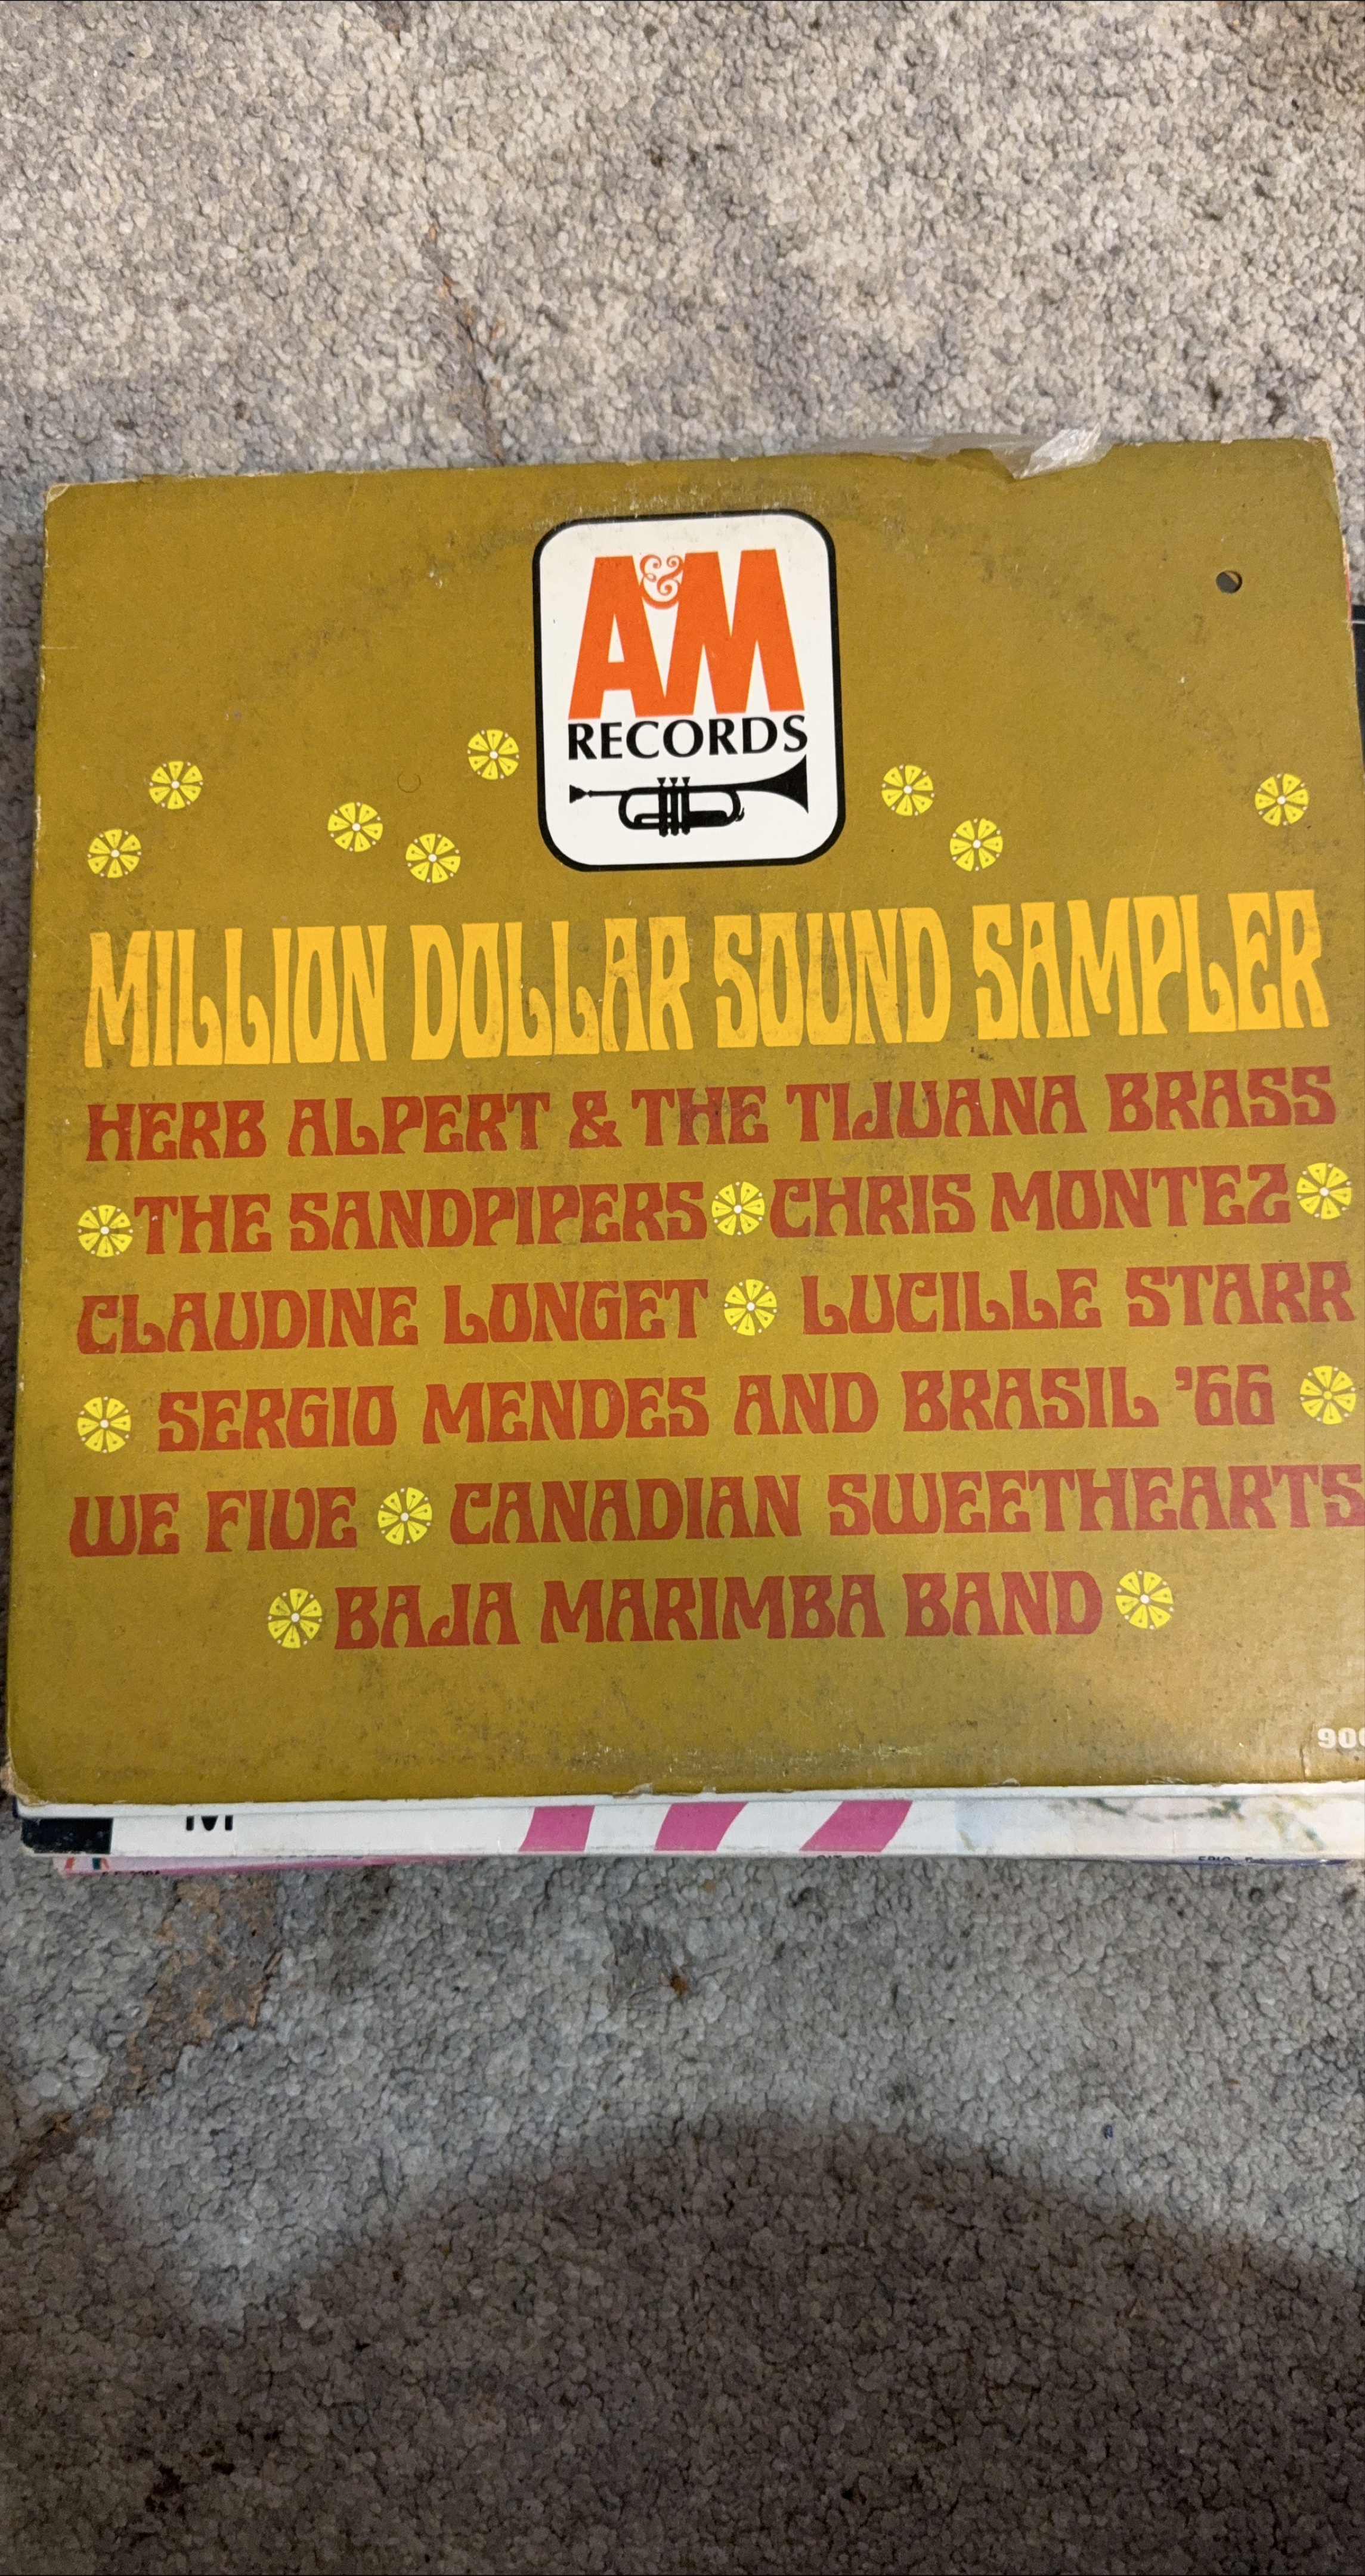 A&M
RECORDS
MILLION DOLLAR SOUND SAMPLER
HERB ALPERT & THE TIJUANA BRASS
THE SANDPIPERS CHRIS MONTEZ
CLAUDINE LONGET LUCILLE STARR
SERGIO MENDES AND BRASIL '66
WE FIVE CANADIAN SWEETHEARTS
BAJA MARIMBA BAND